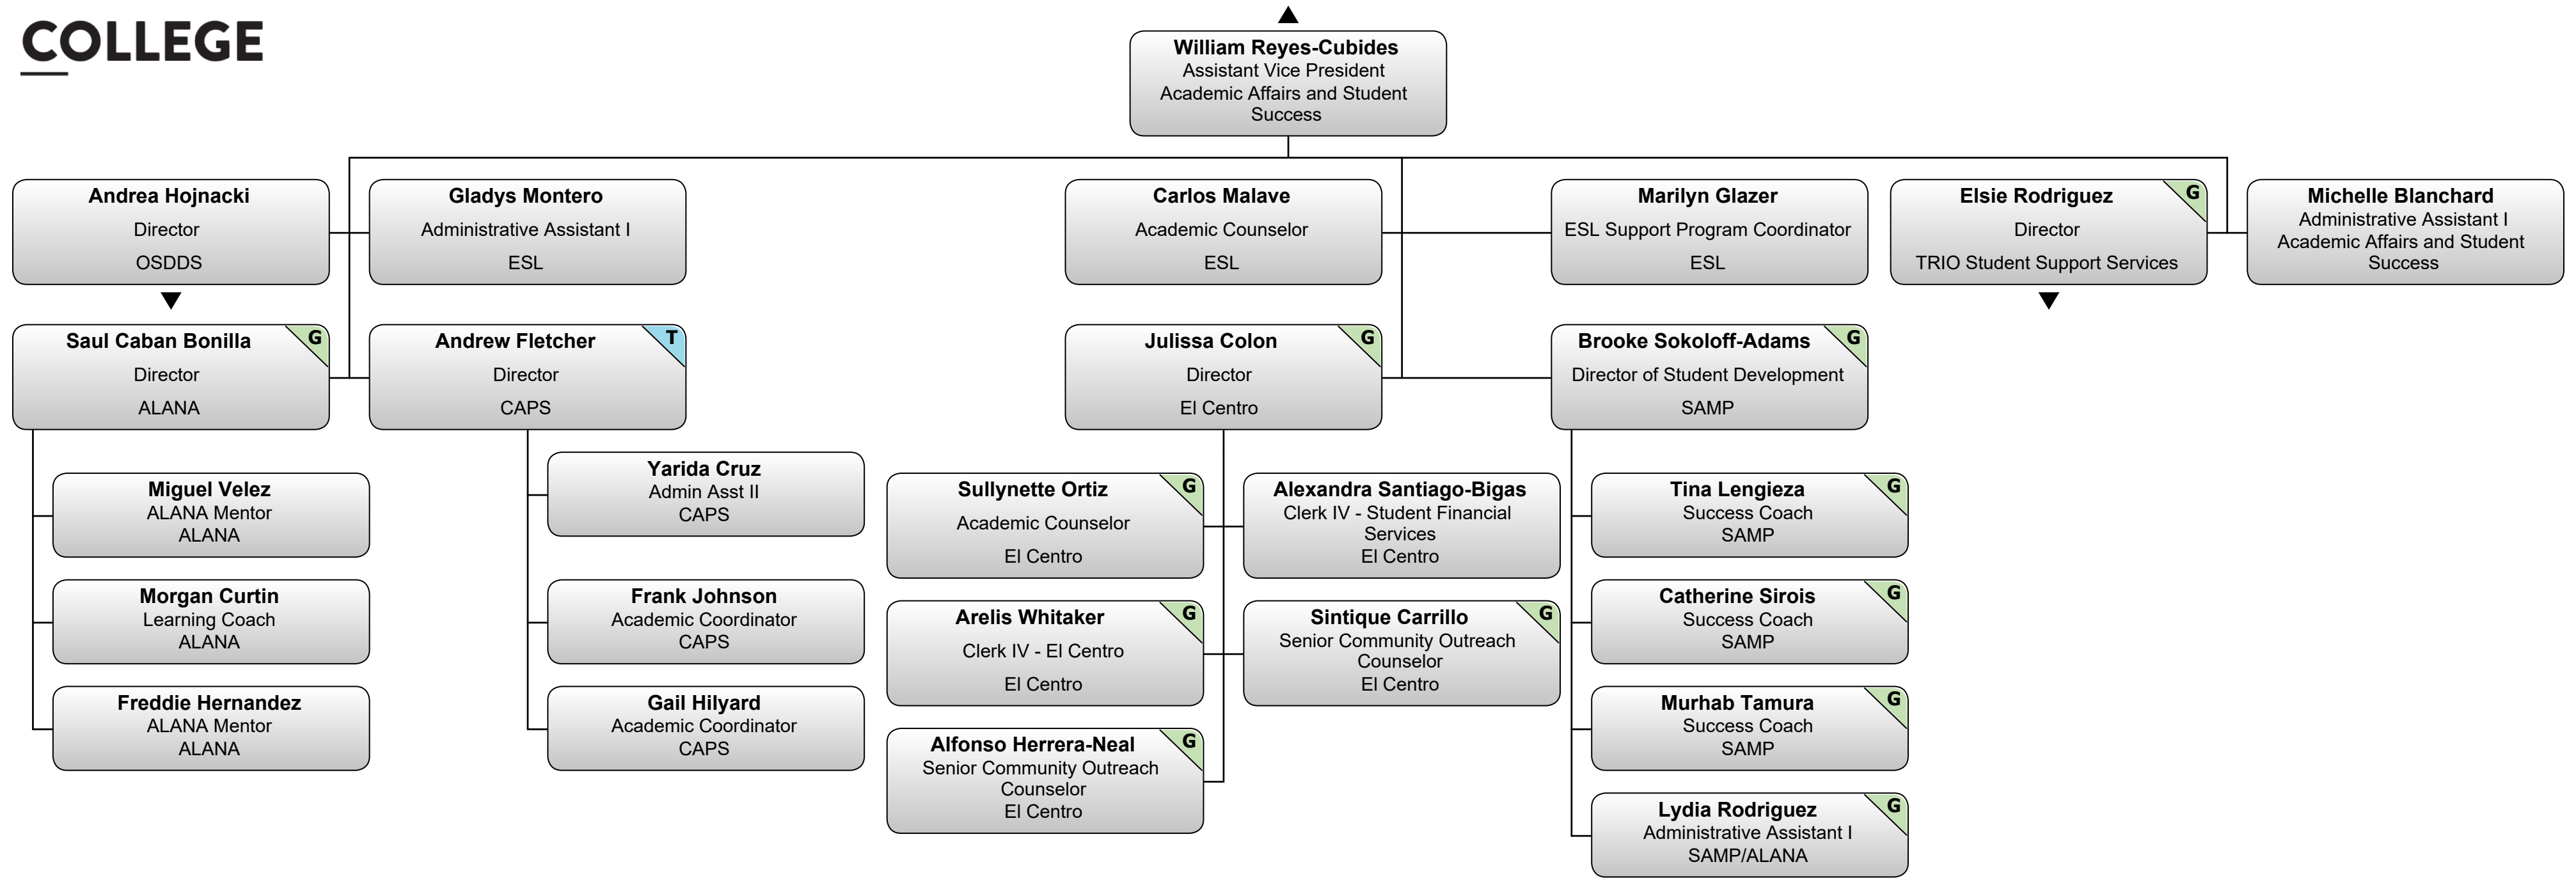 COLLEGE
William Reyes-Cubides
Assistant Vice President
Academic Affairs and Student
Success
Andrea Hojnacki
Director
OSDDS
Gladys Montero
Administrative Assistant I
ESL
Carlos Malave
Academic Counselor
ESL
Marilyn Glazer
ESL Support Program Coordinator
ESL
Elsie Rodriguez
G
Director
TRIO Student Support Services
Michelle Blanchard
Administrative Assistant I
Academic Affairs and Student
Success
Saul Caban Bonilla
G
Director
ALANA
Andrew Fletcher
T
Director
CAPS
Julissa Colon
G
Director
El Centro
Brooke Sokoloff-Adams
G
Director of Student Development
SAMP
Miguel Velez
ALANA Mentor
ALANA
Morgan Curtin
Learning Coach
ALANA
Freddie Hernandez
ALANA Mentor
ALANA
Yarida Cruz
Admin Asst II
CAPS
Frank Johnson
Academic Coordinator
CAPS
Gail Hilyard
Academic Coordinator
CAPS
Sullynette Ortiz
G
Academic Counselor
El Centro
Alexandra Santiago-Bigas
Clerk IV - Student Financial
Services
El Centro
Arelis Whitaker
G
Clerk IV - El Centro
El Centro
Sintique Carrillo
G
Senior Community Outreach
Counselor
El Centro
Alfonso Herrera-Neal
G
Senior Community Outreach
Counselor
El Centro
Tina Lengieza
G
Success Coach
SAMP
Catherine Sirois
G
Success Coach
SAMP
Murhab Tamura
G
Success Coach
SAMP
Lydia Rodriguez
G
Administrative Assistant I
SAMP/ALANA